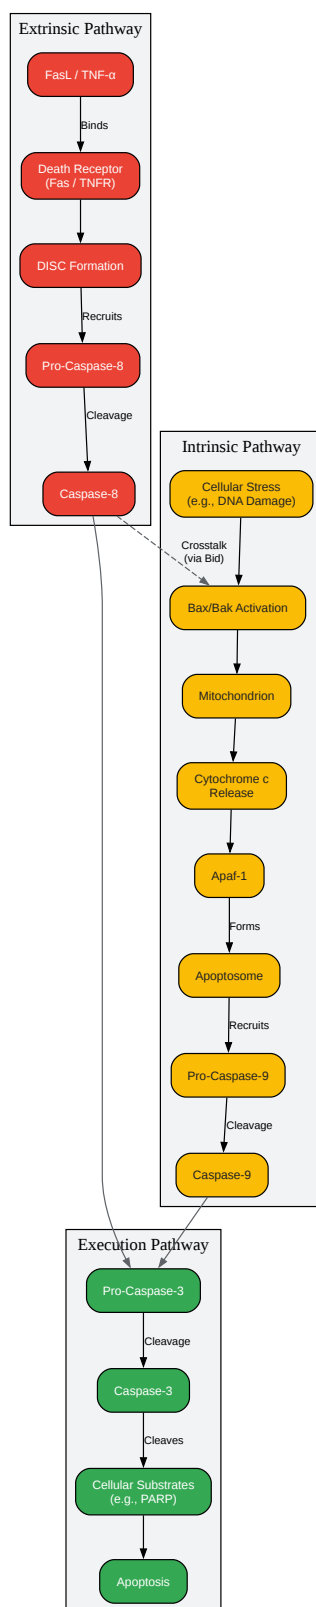 Extrinsic Pathway
FasL / TNF-α
Binds
Death Receptor
(Fas / TNFR)
DISC Formation
Recruits
Pro-Caspase-8
Cleavage
Caspase-8
Intrinsic Pathway
Cellular Stress
(e.g., DNA Damage)
Crosstalk
(via Bid)
Bax/Bak Activation
Mitochondrion
Cytochrome c
Release
Apaf-1
Forms
Apoptosome
Recruits
Pro-Caspase-9
Cleavage
Caspase-9
Execution Pathway
Pro-Caspase-3
Cleavage
Caspase-3
Cleaves
Cellular Substrates
(e.g., PARP)
Apoptosis